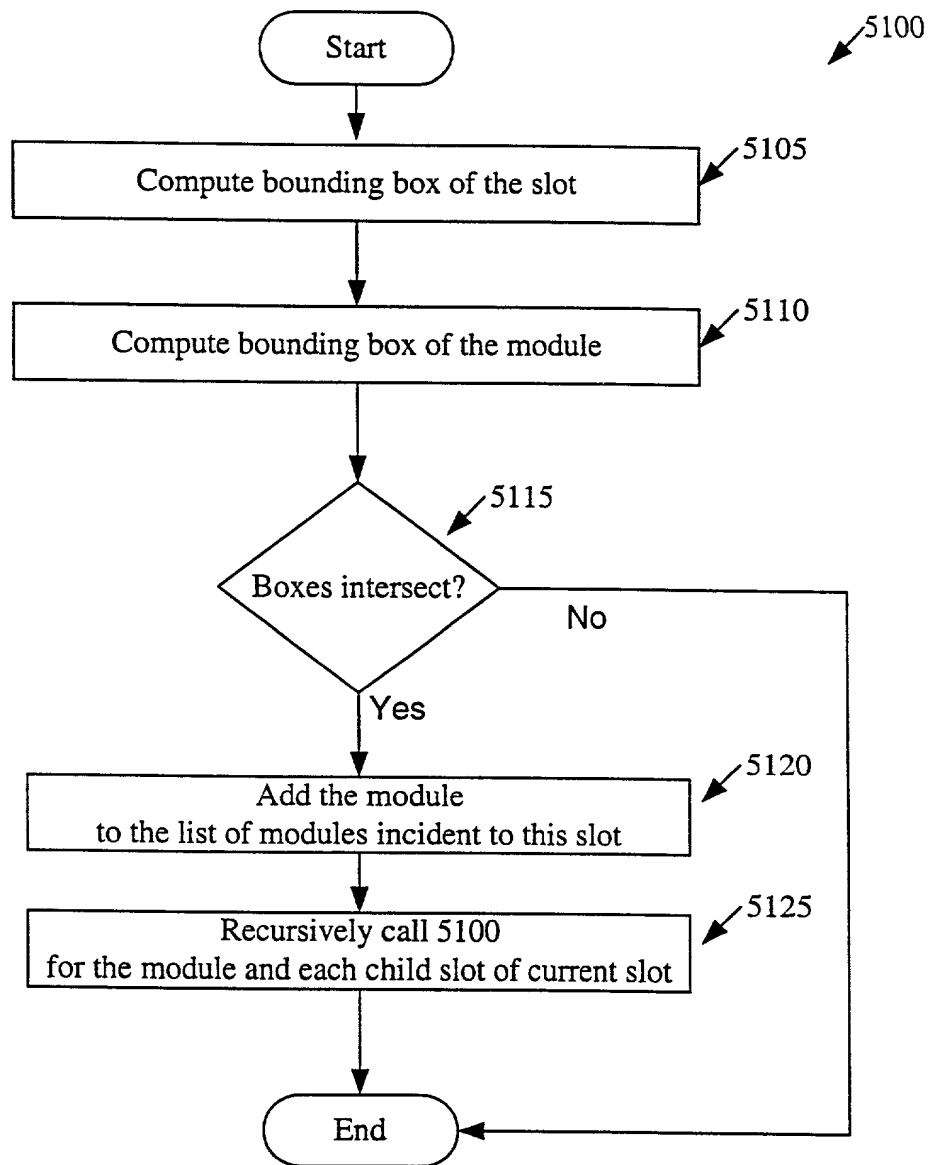 5100
Start
5105
Compute bounding box of the slot
5110
Compute bounding box of the module
5115
Boxes intersect?
No
Yes
5120
Add the module
to the list of modules incident to this slot
5125
Recursively call 5100
for the module and each child slot of current slot
End